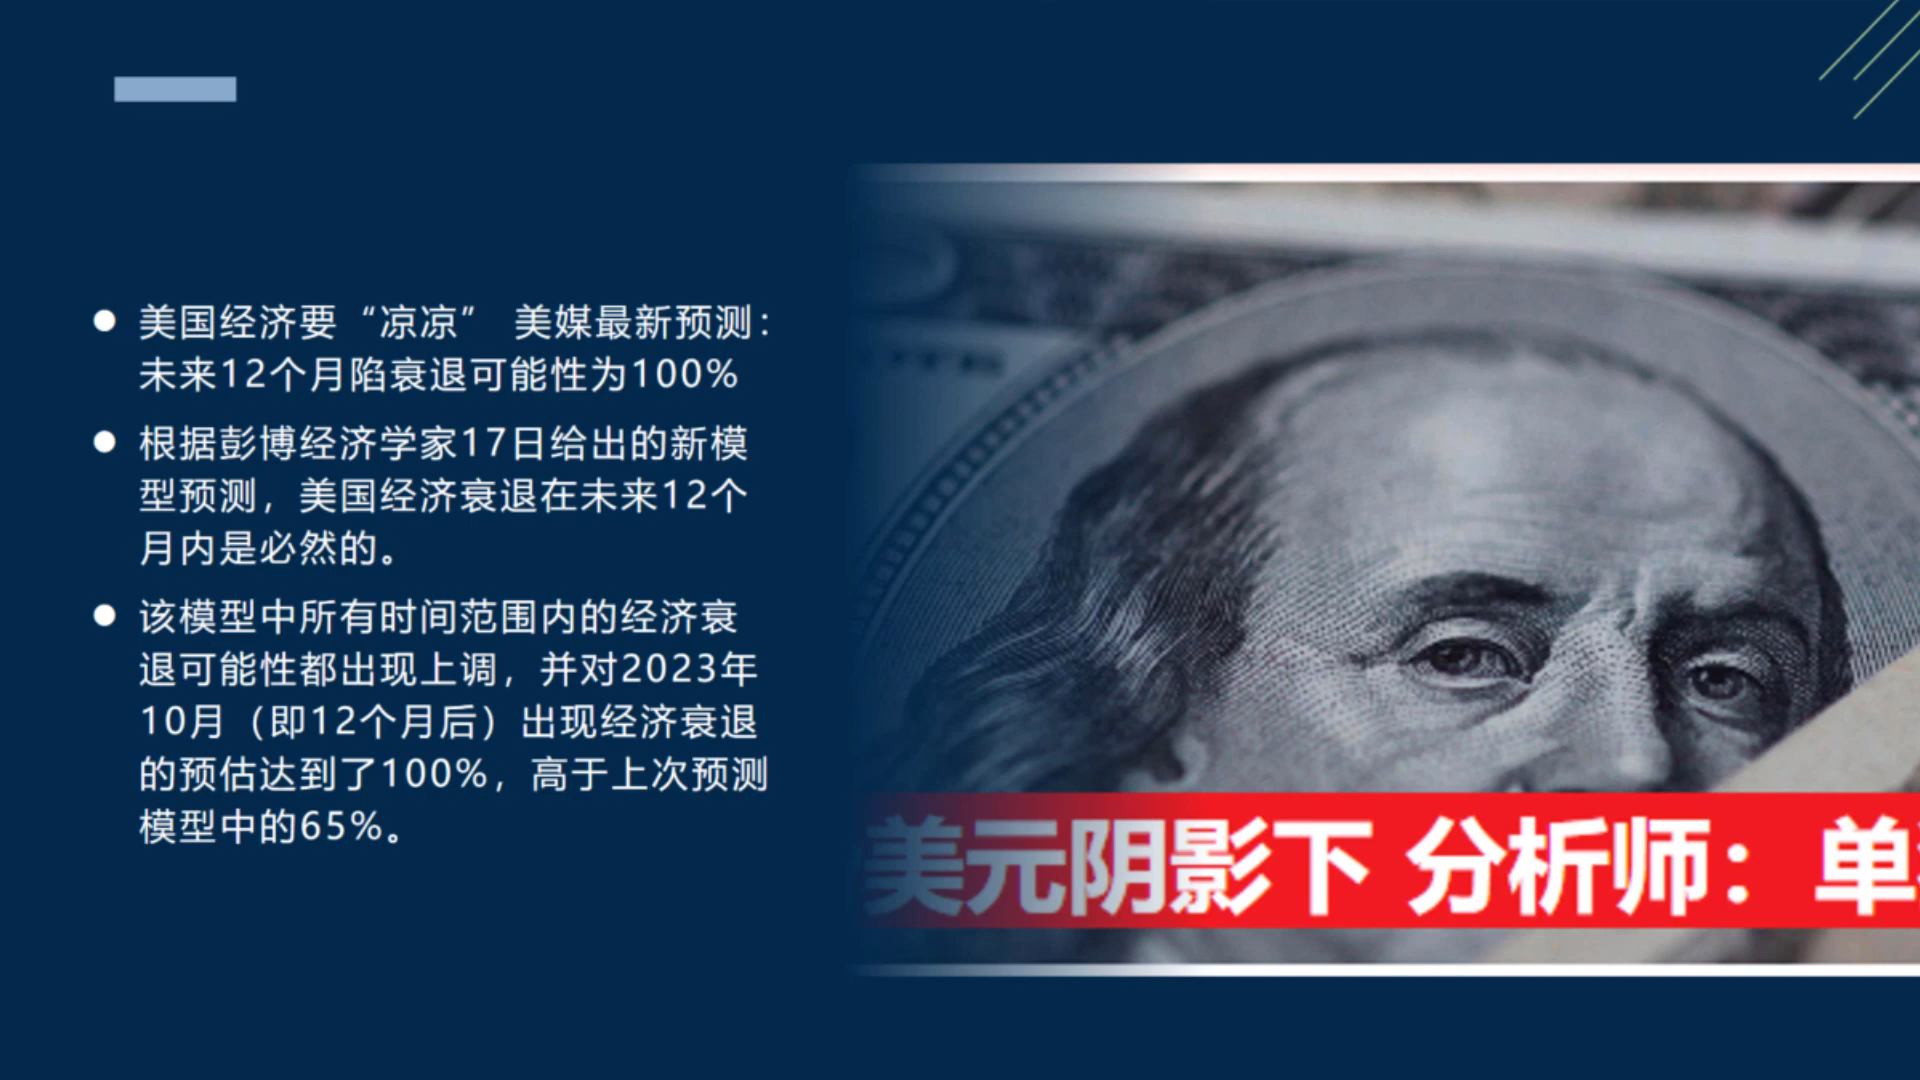 美国经济要“凉凉” 美媒最新预测：
未来12个月陷衰退可能性为100%
根据彭博经济学家17日给出的新模
型预测，美国经济衰退在未来12个
月内是必然的。
该模型中所有时间范围内的经济衰
退可能性都出现上调，并对2023年
10月（即12个月后）出现经济衰退
的预估达到了100%，高于上次预测
模型中的65%。
美元阴影下 分析师：单